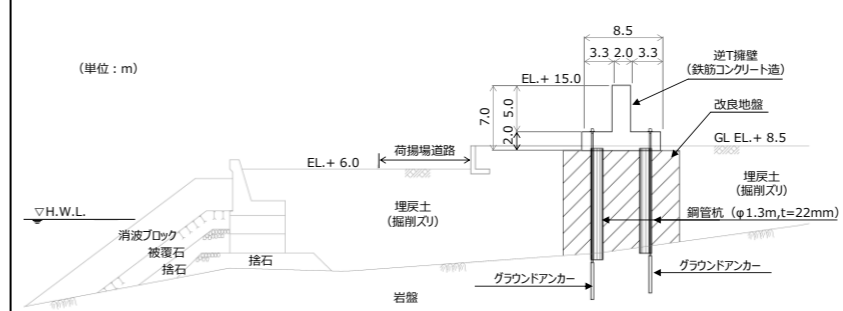 （単位：m）
8.5
3.3 2.0 3.3
逆T擁壁
（鉄筋コンクリート造）
EL.+ 15.0
7.0
5.0
2.0
改良地盤
GL EL.+ 8.5
荷揚場道路
EL.+ 6.0
埋戻土
（掘削ズリ）
埋戻土
（掘削ズリ）
▽H.W.L.
鋼管杭（φ1.3m,t=22mm）
消波ブロック
被覆石
捨石
捨石
グラウンドアンカー
グラウンドアンカー
岩盤